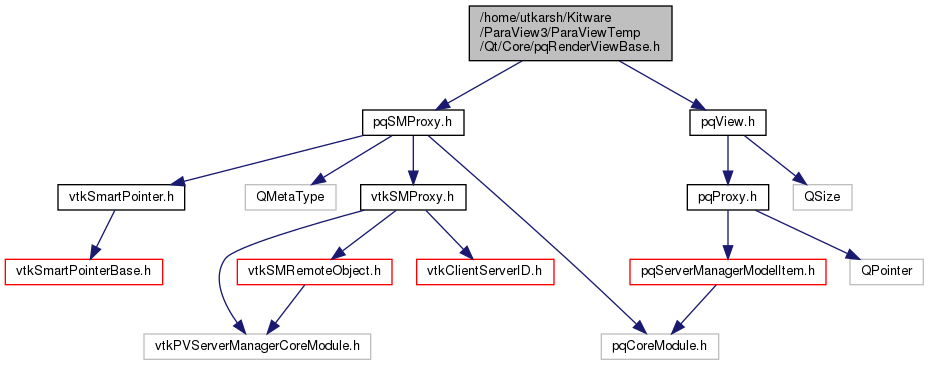 /home/utkarsh/Kitware
/ParaView3/ParaViewTemp
/Qt/Core/pqRenderViewBase.h
pqSMProxy.h
pqView.h
vtkSmartPointer.h
QMetaType
vtkSMProxy.h
pqProxy.h
QSize
vtkSmartPointerBase.h
vtkSMRemoteObject.h
vtkClientServerID.h
pqServerManagerModelItem.h
QPointer
vtkPVServerManagerCoreModule.h
pqCoreModule.h